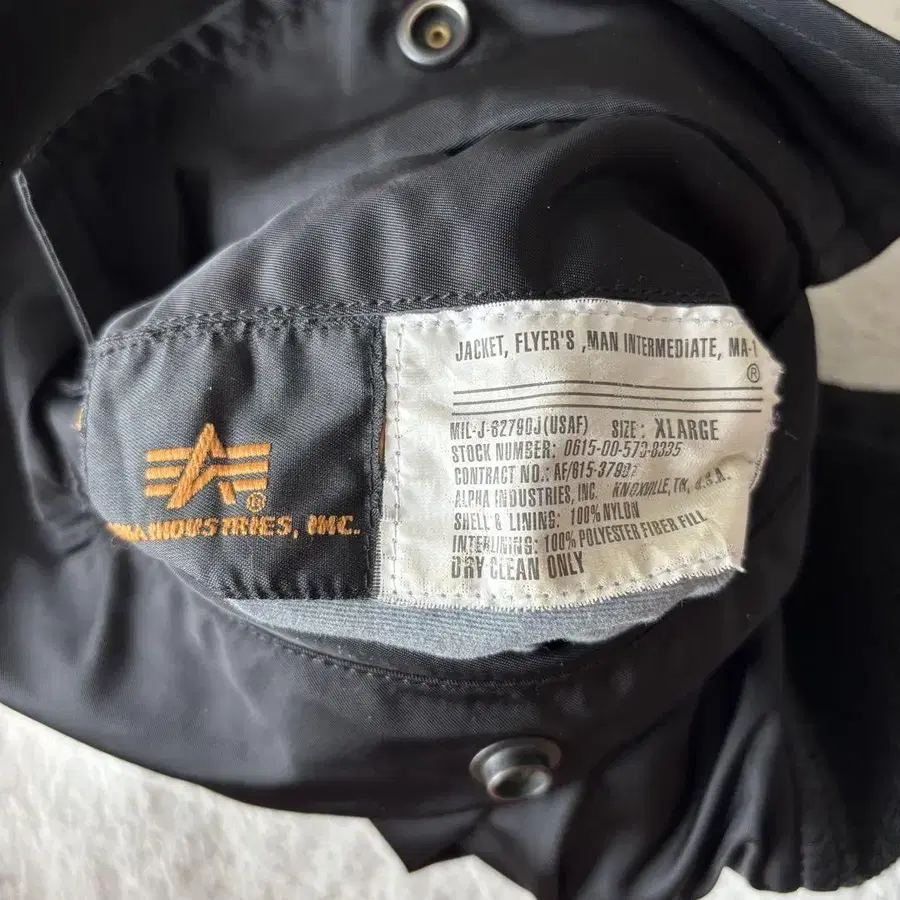 JACKET, FLYER'S ,MAN INTERMEDIATE, MA-1
®
MIL-J-82790J(USAF) SIZE: XLARGE
STOCK NUMBER: 0615-00-573-8335
CONTRACT NO.: AF/615-3799
ALPHA INDUSTRIES, INC. KNOXVILLE, TN, U.S.A.
SHELL & LINING: 100% NYLON
INTERLINING: 100% POLYESTER FIBER FILL
DRY CLEAN ONLY
®
INDUSTRIES, INC.